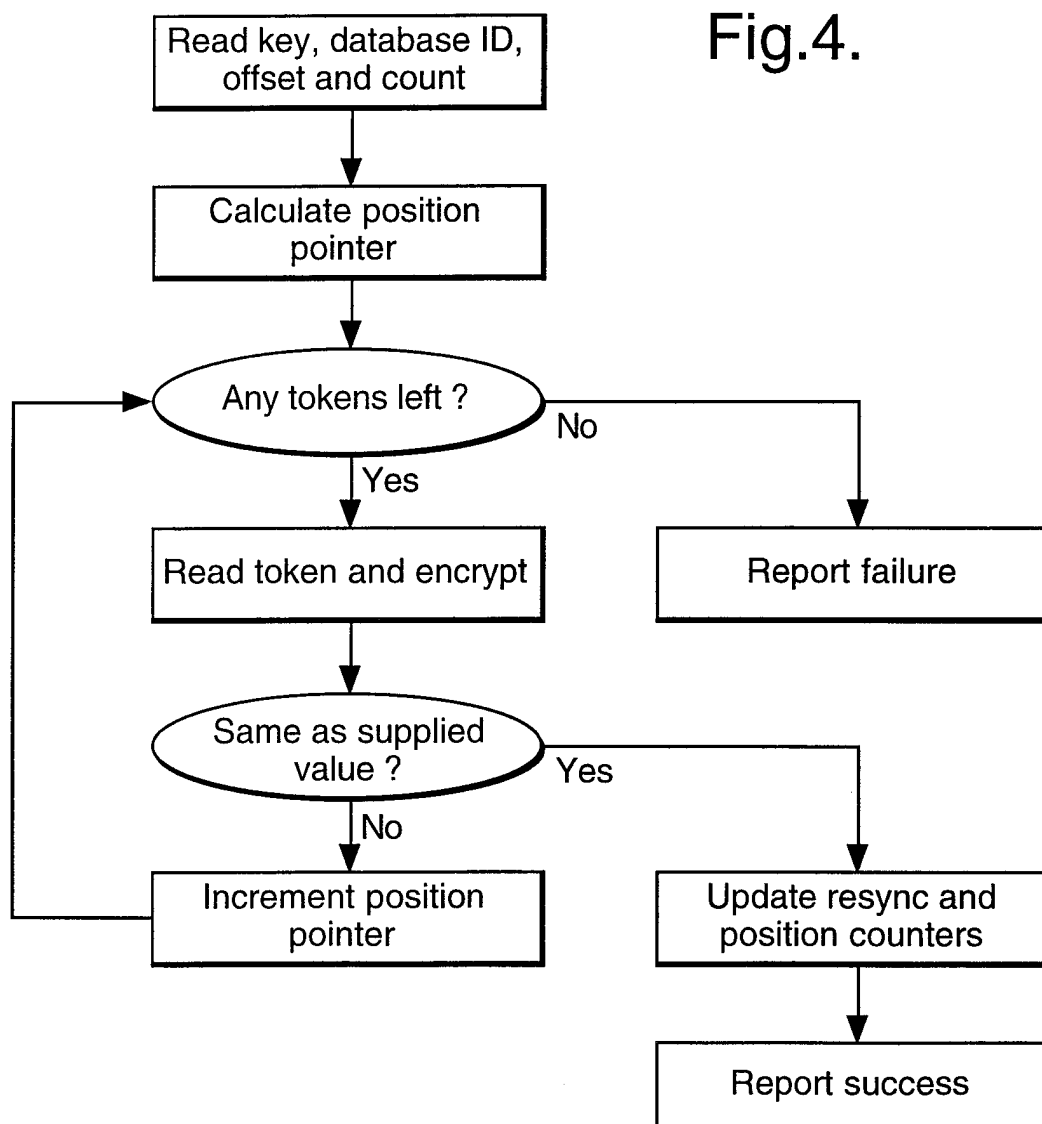 Fig.4.
Read key, database ID,
offset and count
Calculate position
pointer
Any tokens left ?
No
Yes
Read token and encrypt
Report failure
Same as supplied
value ?
Yes
No
Increment position
pointer
Update resync and
position counters
Report success